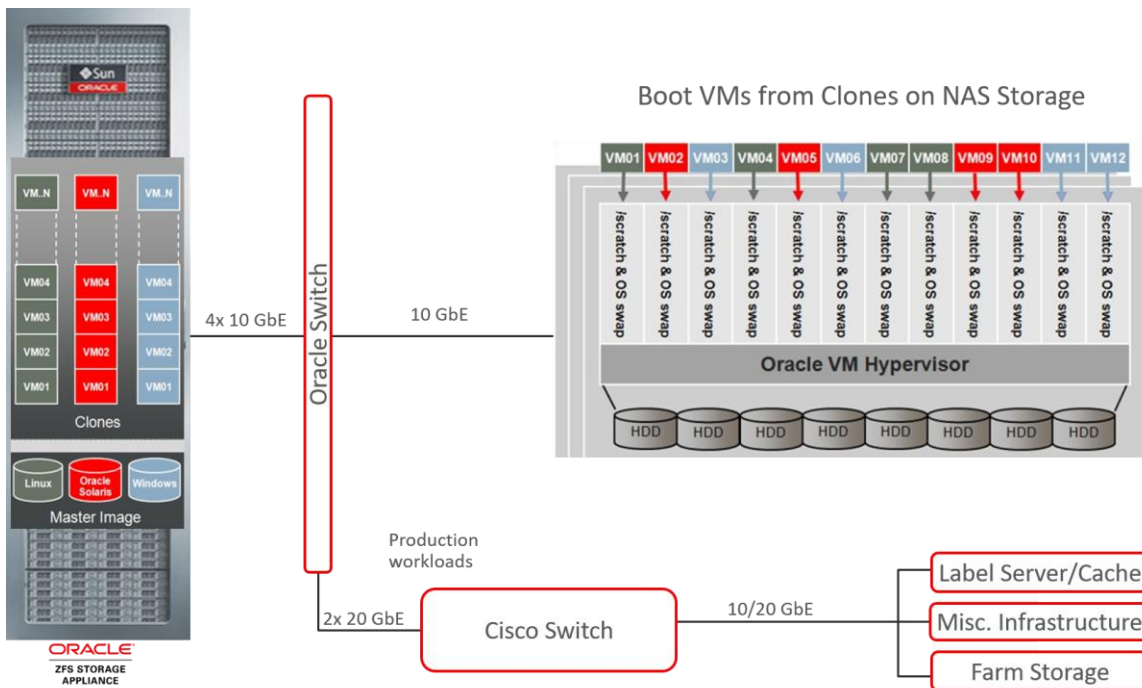 Sun
ORACLE
VM..N VM..N VM..N
VM04 VM04 VM04
VM03 VM03 VM03
VM02 VM02 VM02
VM01 VM01 VM01
Clones
Linux
Oracle
Solaris
Windows
Master Image
ORACLE
ZFS STORAGE
APPLIANCE
4x 10 GbE
Oracle Switch
10 GbE
Boot VMs from Clones on NAS Storage
VM01 VM02 VM03 VM04 VM05 VM06 VM07 VM08 VM09 VM10 VM11 VM12
/scratch & OS swap
/scratch & OS swap
/scratch & OS swap
/scratch & OS swap
/scratch & OS swap
/scratch & OS swap
/scratch & OS swap
/scratch & OS swap
/scratch & OS swap
/scratch & OS swap
/scratch & OS swap
/scratch & OS swap
Oracle VM Hypervisor
HDD HDD HDD HDD HDD HDD HDD HDD
Production
workloads
2x 20 GbE
Cisco Switch
10/20 GbE
Label Server/Cache
Misc. Infrastructure
Farm Storage